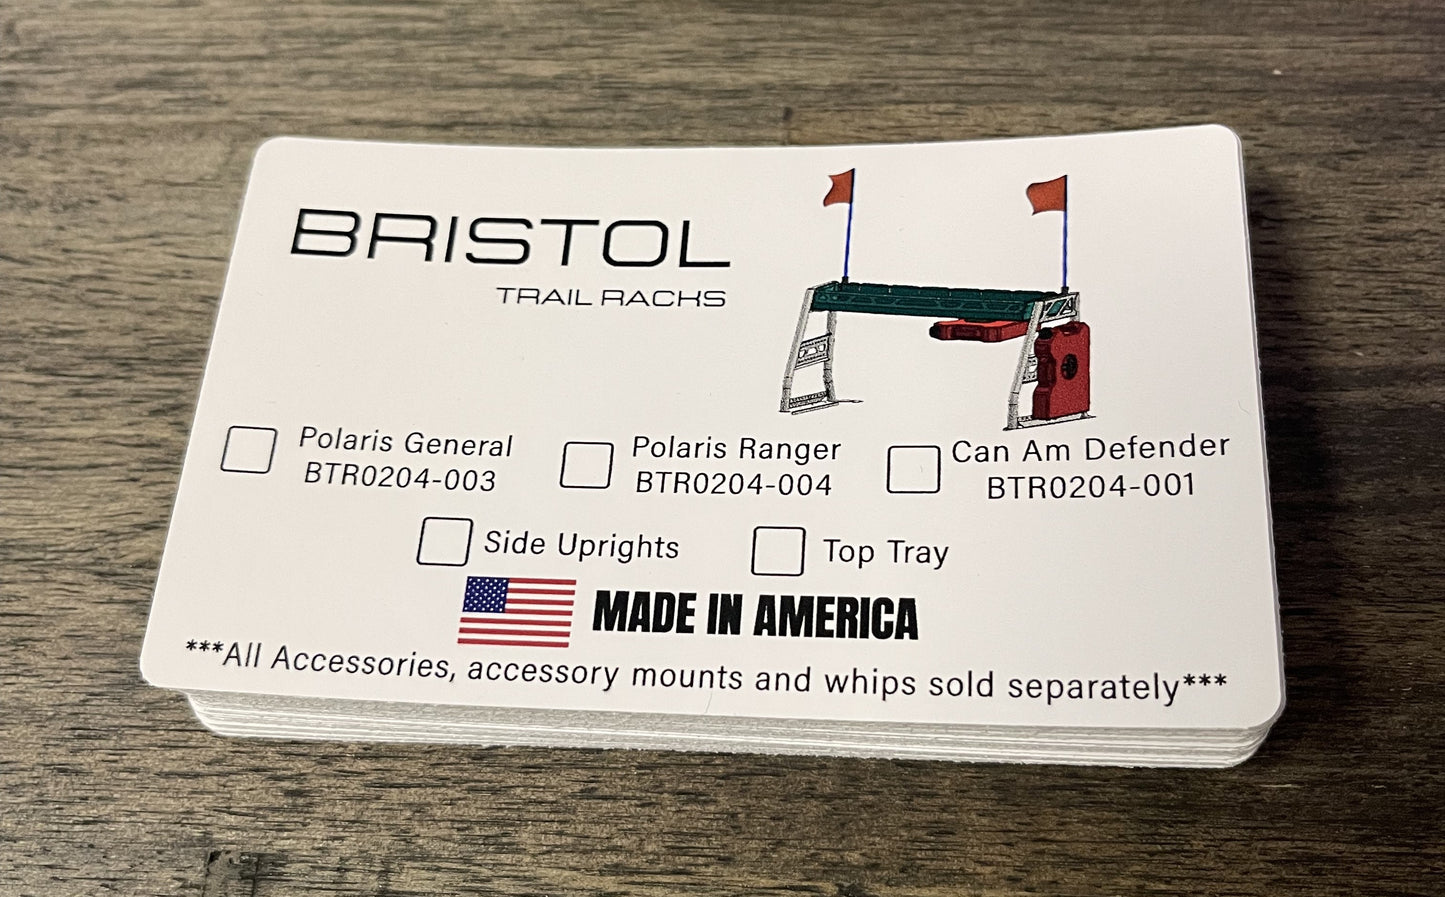 BRISTOL
TRAIL RACKS
Polaris General
BTR0204-003
Polaris Ranger
BTR0204-004
Can Am Defender
BTR0204-001
Side Uprights
Top Tray
MADE IN AMERICA
***All Accessories, accessory mounts and whips sold separately***